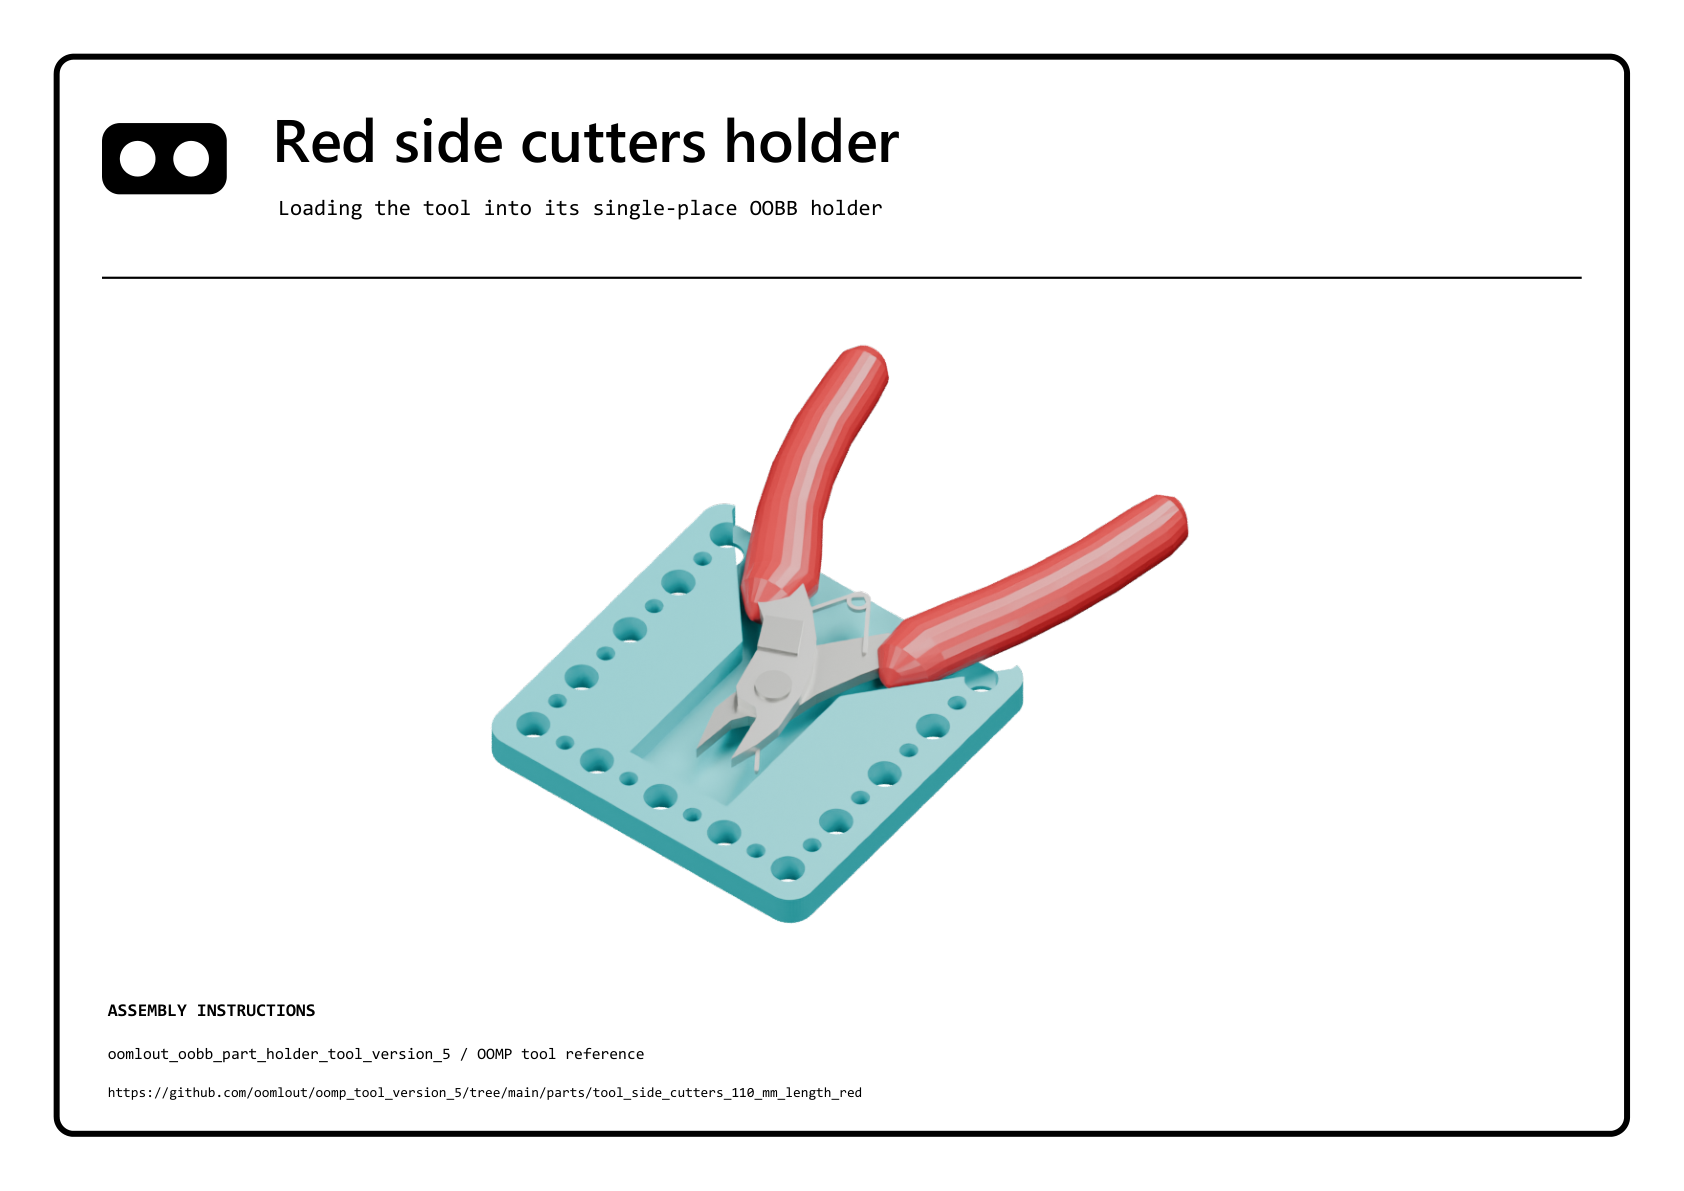 Red side cutters holder
Loading the tool into its single-place OOBB holder
ASSEMBLY INSTRUCTIONS
oomlout_oobb_part_holder_tool_version_5 / OOMP tool reference
https://github.com/oomlout/oomp_tool_version_5/tree/main/parts/tool_side_cutters_110_mm_length_red